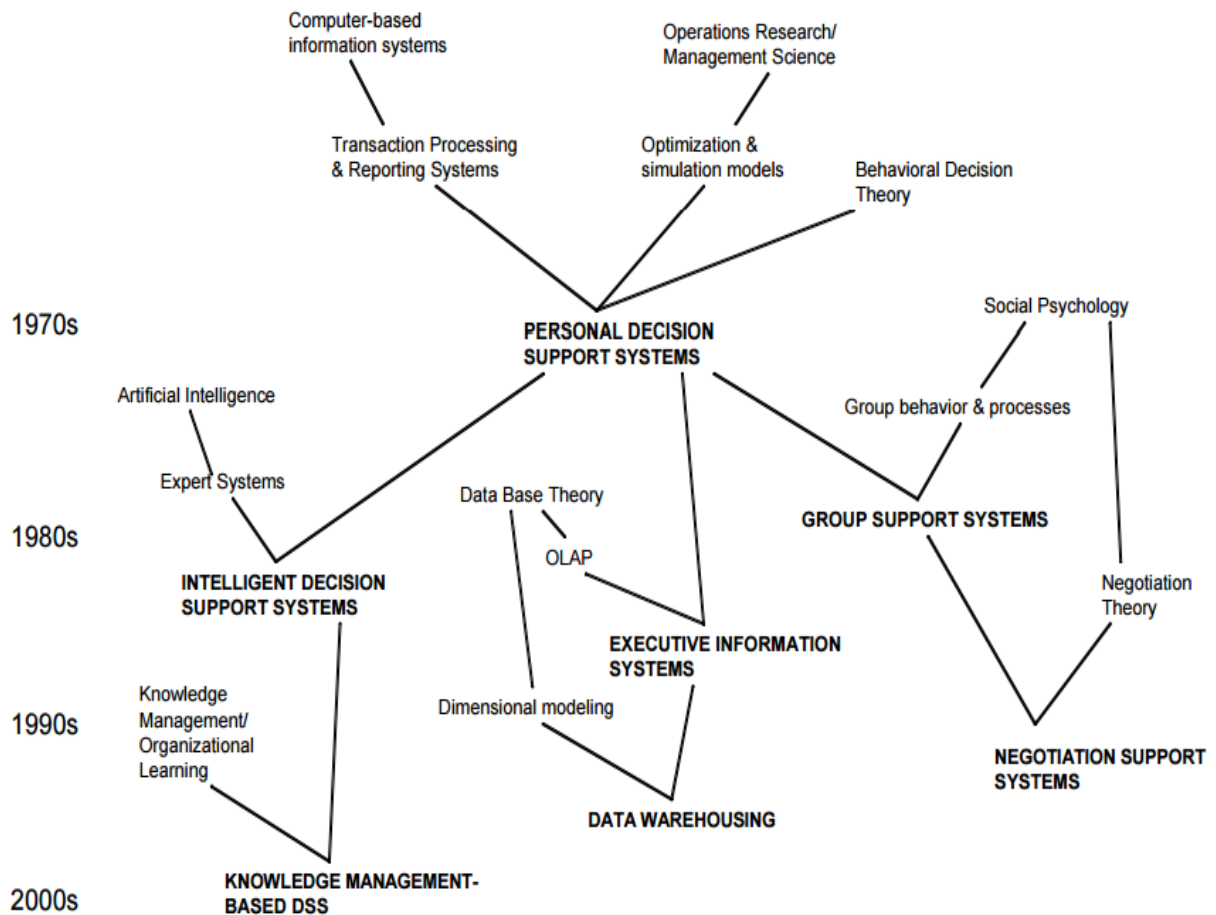 Computer-based
information systems
Operations Research/
Management Science
Transaction Processing
& Reporting Systems
Optimization &
simulation models
Behavioral Decision
Theory
1970s
PERSONAL DECISION
SUPPORT SYSTEMS
Social Psychology
Artificial Intelligence
Group behavior & processes
Expert Systems
Data Base Theory
GROUP SUPPORT SYSTEMS
1980s
OLAP
INTELLIGENT DECISION
SUPPORT SYSTEMS
Negotiation
Theory
EXECUTIVE INFORMATION
SYSTEMS
Knowledge
Management/
Organizational
Learning
Dimensional modeling
1990s
NEGOTIATION SUPPORT
SYSTEMS
DATA WAREHOUSING
KNOWLEDGE MANAGEMENT-
BASED DSS
2000s